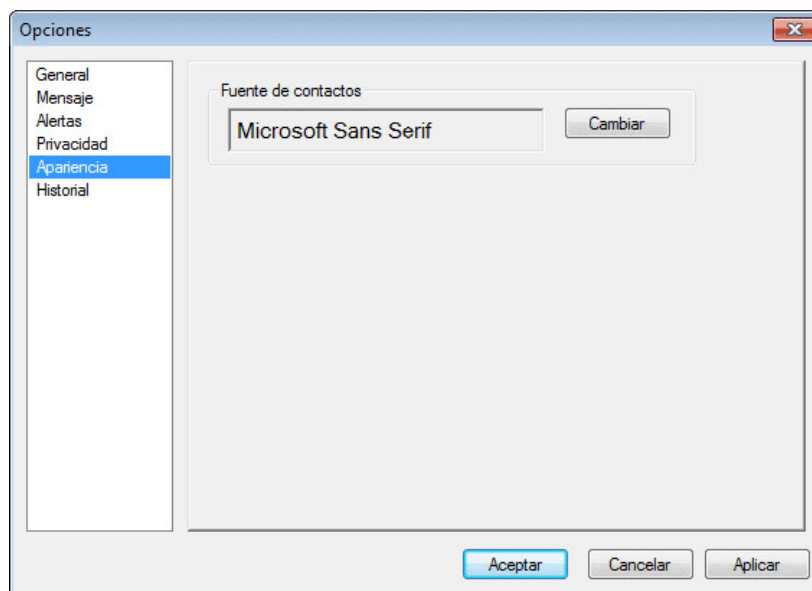 Opciones
General
Mensaje
Alertas
Privacidad
Apariencia
Historial
Fuente de contactos
Microsoft Sans Serif
Cambiar
Aceptar
Cancelar
Aplicar